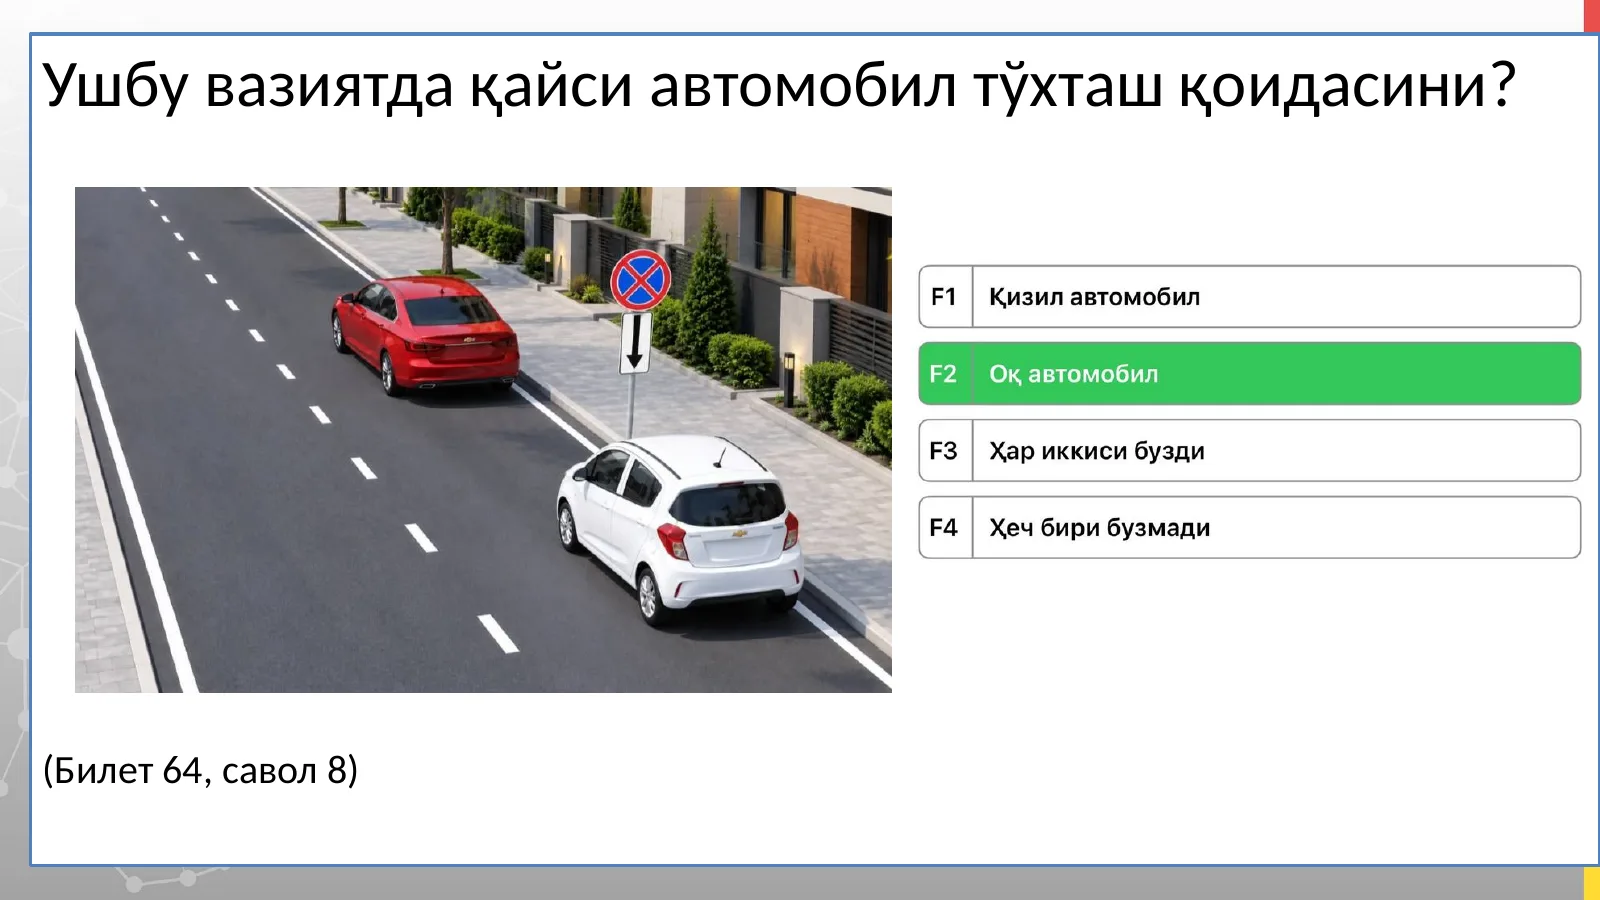 Ушбу вазиятда қайси автомобил тўхташ қоидасини?
F1 Қизил автомобил
F2 Оқ автомобил
F3 Ҳар иккиси бузди
F4 Ҳеч бири бузмади
(Билет 64, савол 8)